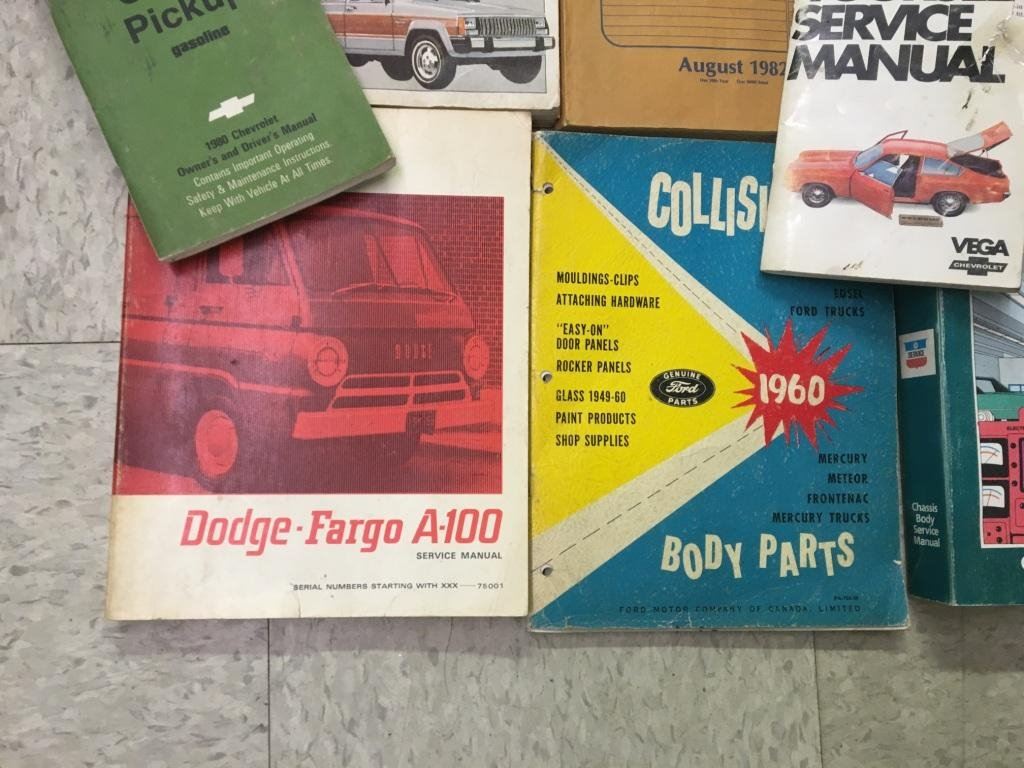 Pickup
gasoline
1980 Chevrolet
Owner's and Driver's Manual
Contains Important Operating
Safety & Maintenance Instructions
Keep With Vehicle At All Times
August 1982
SERVICE
MANUAL
VEGA
CHEVROLET
DODGE
Dodge-Fargo A-100
SERVICE MANUAL
SERIAL NUMBERS STARTING WITH XXX — 75001
COLLISI
MOULDINGS-CLIPS
ATTACHING HARDWARE
"EASY-ON"
DOOR PANELS
ROCKER PANELS
GLASS 1949-60
PAINT PRODUCTS
SHOP SUPPLIES
GENUINE
Ford
PARTS
EDSEL
FORD TRUCKS
1960
MERCURY
METEOR
FRONTENAC
MERCURY TRUCKS
BODY PARTS
FORD MOTOR COMPANY OF CANADA, LIMITED
SERVICE
Chassis
Body
Service
Manual
ELECT